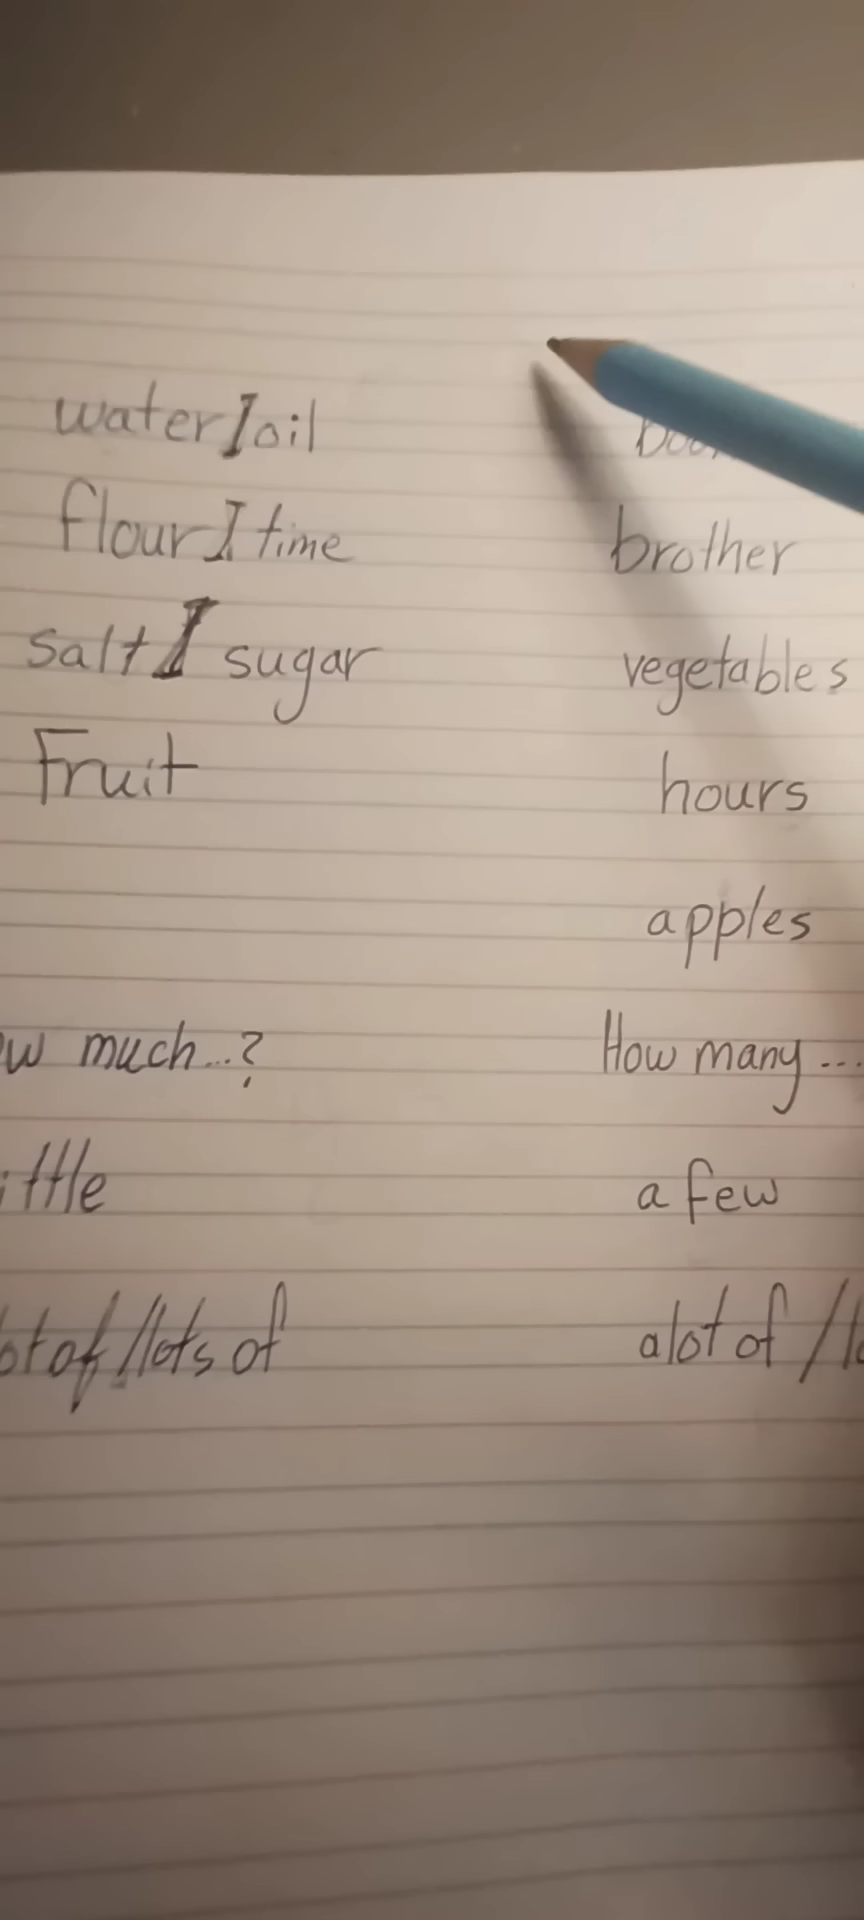 water I oil
flour I time
brother
salt I sugar
vegetables
Fruit
hours
apples
much...?
How many...
a few
lots of
alot of /